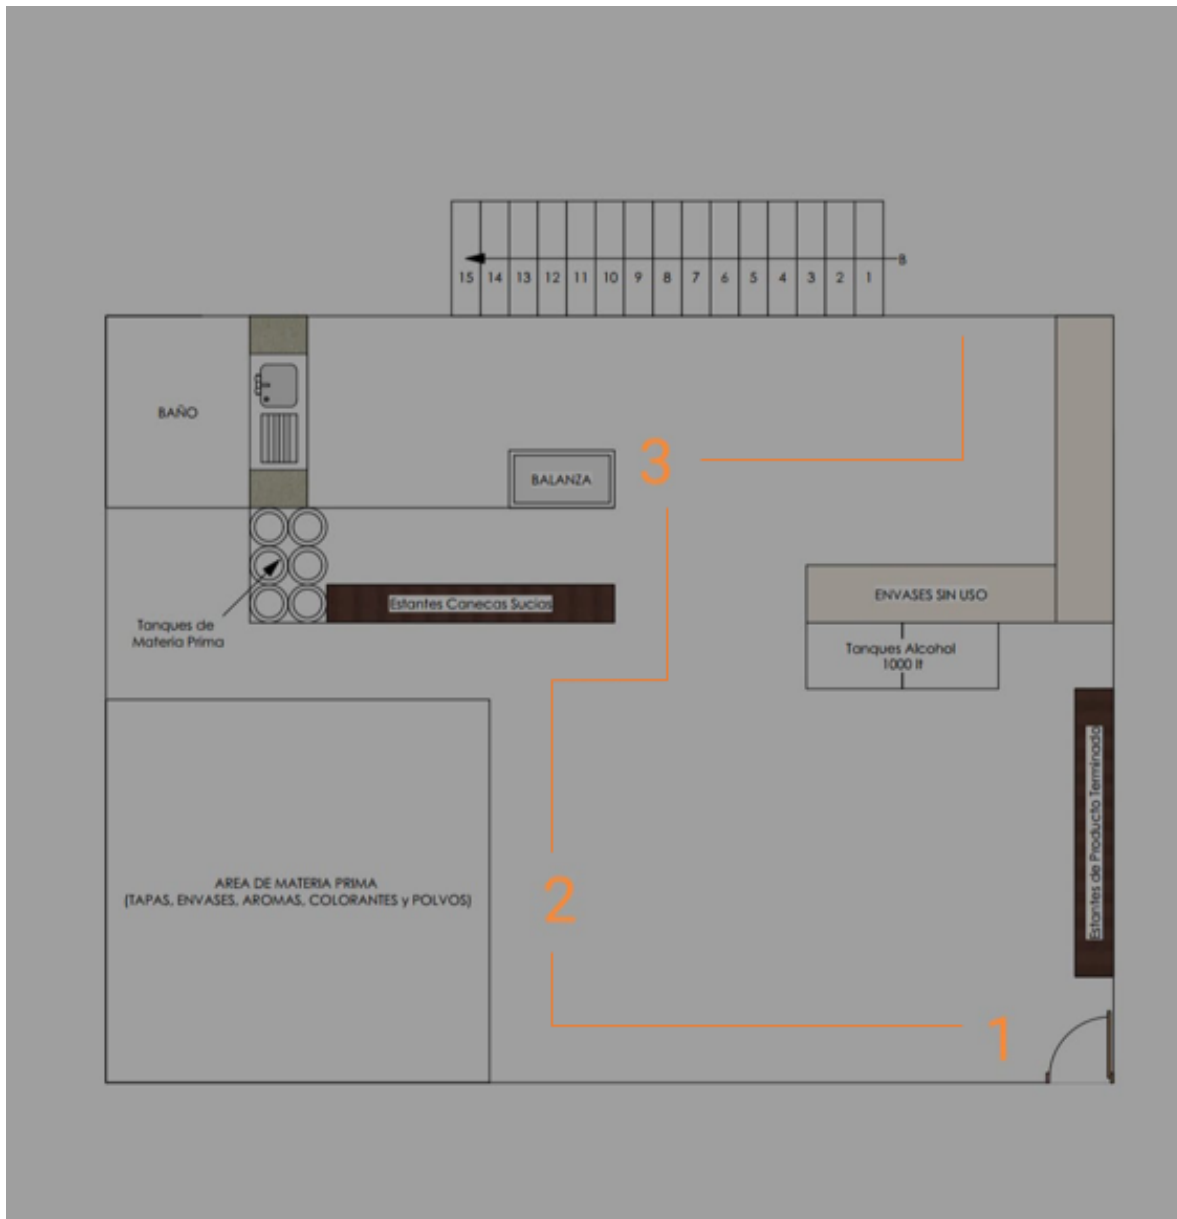 15 14 13 12 11 10 9 8 7 6 5 4 3 2 1
B
BAÑO
3
BALANZA
Estantes Canecas Sucias
ENVASES SIN USO
Tanques de
Materia Prima
Tanques Alcohol
1000 lt
Estantes de Producto Terminado
AREA DE MATERIA PRIMA
(TAPAS, ENVASES, AROMAS, COLORANTES y POLVOS)
2
1